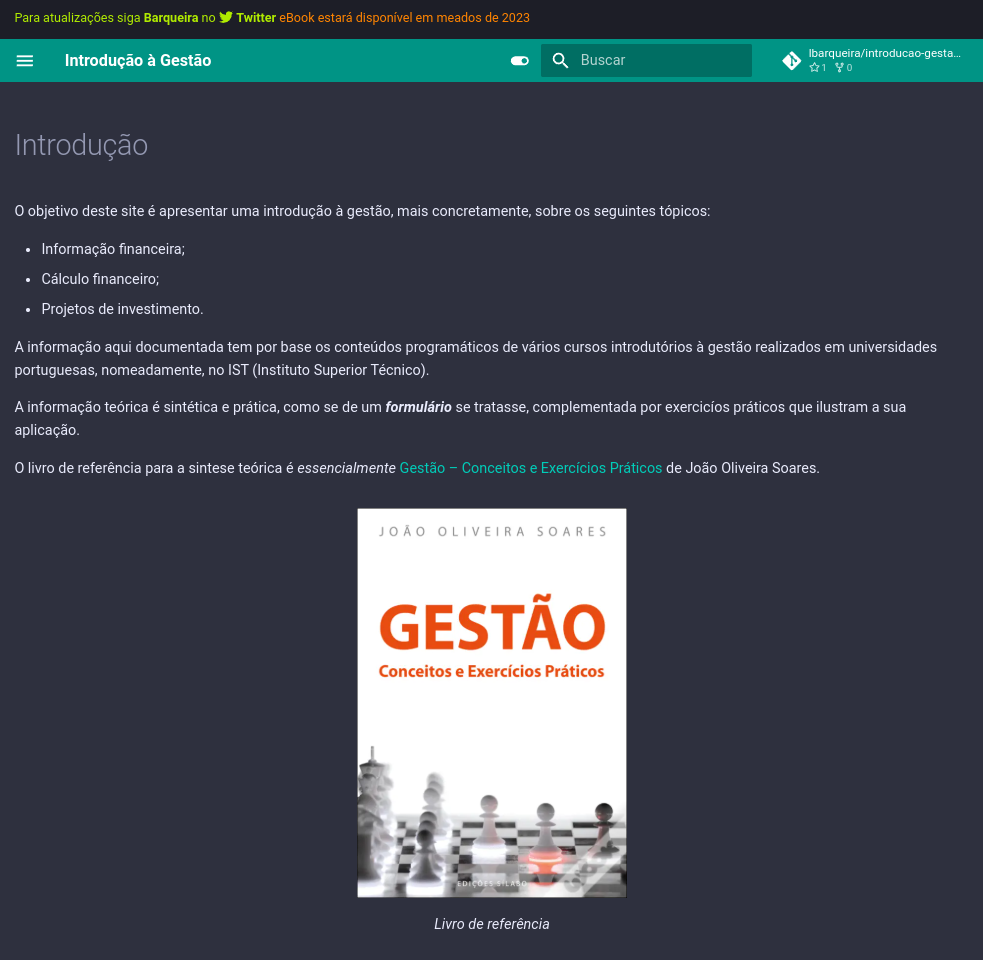 Para atualizações siga Barqueira no Twitter eBook estará disponível em meados de 2023
Introdução à Gestão
Buscar
lbarqueira/introducao-gesta…
1 0
Introdução
O objetivo deste site é apresentar uma introdução à gestão, mais concretamente, sobre os seguintes tópicos:
• Informação financeira;
• Cálculo financeiro;
• Projetos de investimento.
A informação aqui documentada tem por base os conteúdos programáticos de vários cursos introdutórios à gestão realizados em universidades
portuguesas, nomeadamente, no IST (Instituto Superior Técnico).
A informação teórica é sintética e prática, como se de um formulário se tratasse, complementada por exercicíos práticos que ilustram a sua
aplicação.
O livro de referência para a sintese teórica é essencialmente Gestão – Conceitos e Exercícios Práticos de João Oliveira Soares.
JOÃO OLIVEIRA SOARES
GESTÃO
Conceitos e Exercícios Práticos
EDIÇÕES SÍLABO
Livro de referência